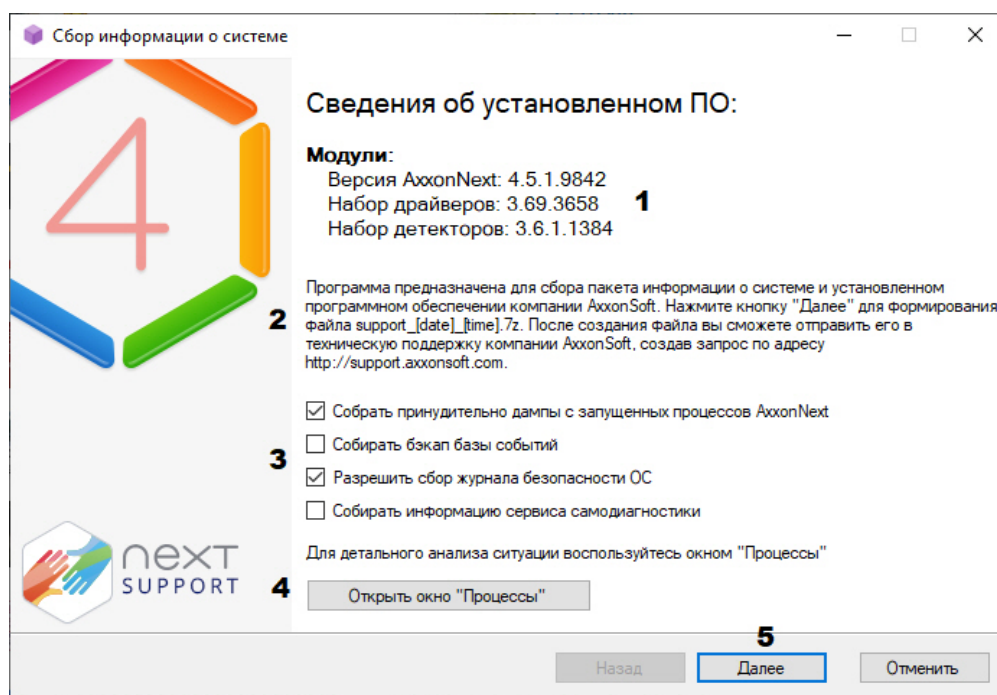 Сбор информации о системе
4
Сведения об установленном ПО:
Модули:
Версия AxxonNext: 4.5.1.9842
Набор драйверов: 3.69.3658
1
Набор детекторов: 3.6.1.1384
Программа предназначена для сбора пакета информации о системе и установленном
программном обеспечении компании AxxonSoft. Нажмите кнопку "Далее" для формирования
2
файла support_[date]_[time].7z. После создания файла вы сможете отправить его в
техническую поддержку компании AxxonSoft, создав запрос по адресу
http://support.axxonsoft.com.
Собрать принудительно дампы с запущенных процессов AxxonNext
Собирать бэкап базы событий
3
Разрешить сбор журнала безопасности ОС
Собирать информацию сервиса самодиагностики
next
SUPPORT
Для детального анализа ситуации воспользуйтесь окном "Процессы"
4
Открыть окно "Процессы"
5
Назад
Далее
Отменить